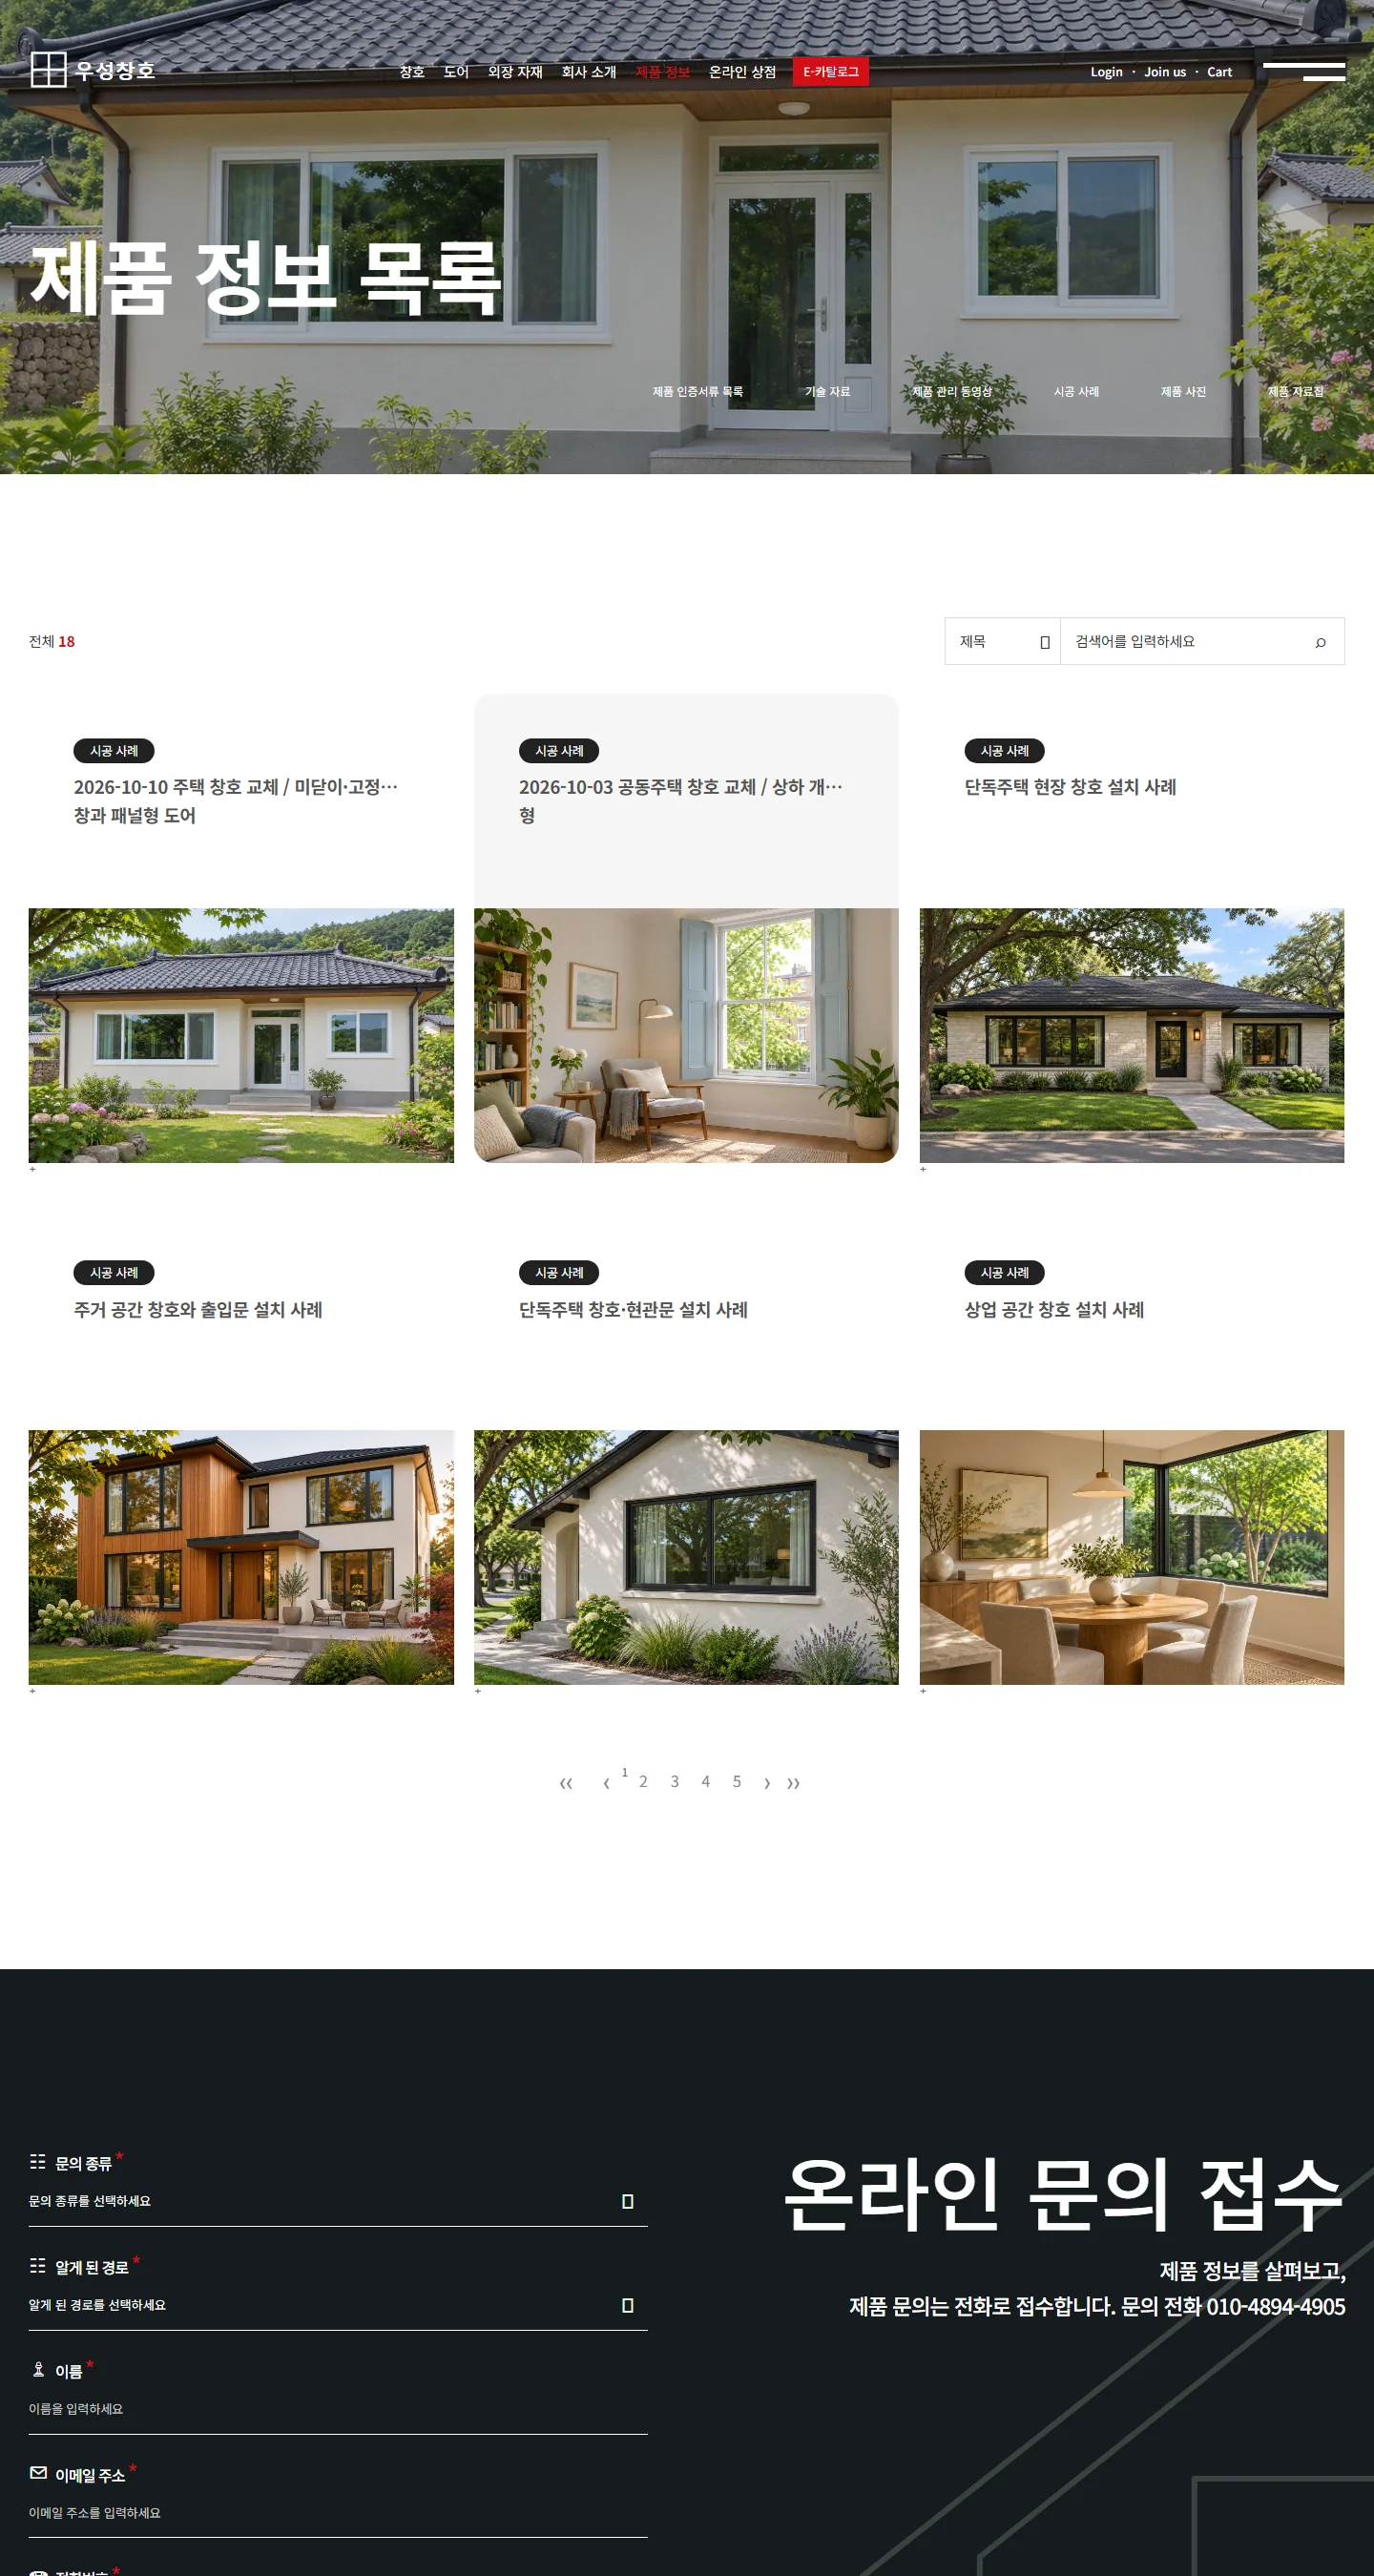 우성창호
창호 도어 외장 자재 회사 소개 제품 정보 온라인 상점 E-카탈로그
Login · Join us · Cart
제품 정보 목록
제품 인증서류 목록 기술 자료 제품 관리 동영상 시공 사례 제품 사진 제품 자료집
전체 18
제목 검색어를 입력하세요
시공 사례
2026-10-10 주택 창호 교체 / 미닫이·고정…
창과 패널형 도어
시공 사례
2026-10-03 공동주택 창호 교체 / 상하 개…
형
시공 사례
단독주택 현장 창호 설치 사례
+
+
시공 사례
주거 공간 창호와 출입문 설치 사례
시공 사례
단독주택 창호·현관문 설치 사례
시공 사례
상업 공간 창호 설치 사례
+
+
+
‹‹ ‹ 1 2 3 4 5 › ››
문의 종류 *
문의 종류를 선택하세요
알게 된 경로 *
알게 된 경로를 선택하세요
이름 *
이름을 입력하세요
이메일 주소 *
이메일 주소를 입력하세요
온라인 문의 접수
제품 정보를 살펴보고,
제품 문의는 전화로 접수합니다. 문의 전화 010-4894-4905